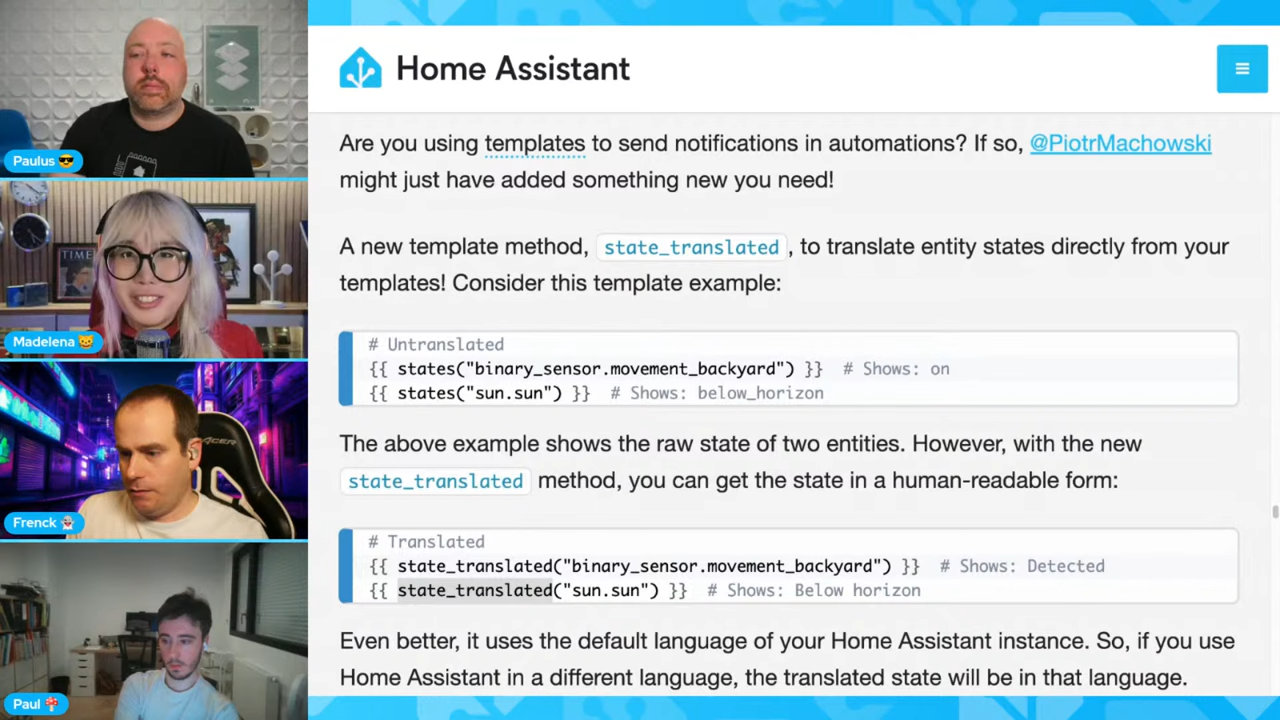 Paulus 😎
TIME
Madelena 😺
ACER
Frenck 👻
Paul 🍄
Home Assistant
Are you using templates to send notifications in automations? If so, @PiotrMachowski
might just have added something new you need!
A new template method, state_translated, to translate entity states directly from your
templates! Consider this template example:
# Untranslated
{{ states("binary_sensor.movement_backyard") }} # Shows: on
{{ states("sun.sun") }} # Shows: below_horizon
The above example shows the raw state of two entities. However, with the new
state_translated method, you can get the state in a human-readable form:
# Translated
{{ state_translated("binary_sensor.movement_backyard") }} # Shows: Detected
{{ state_translated("sun.sun") }} # Shows: Below horizon
Even better, it uses the default language of your Home Assistant instance. So, if you use
Home Assistant in a different language, the translated state will be in that language.